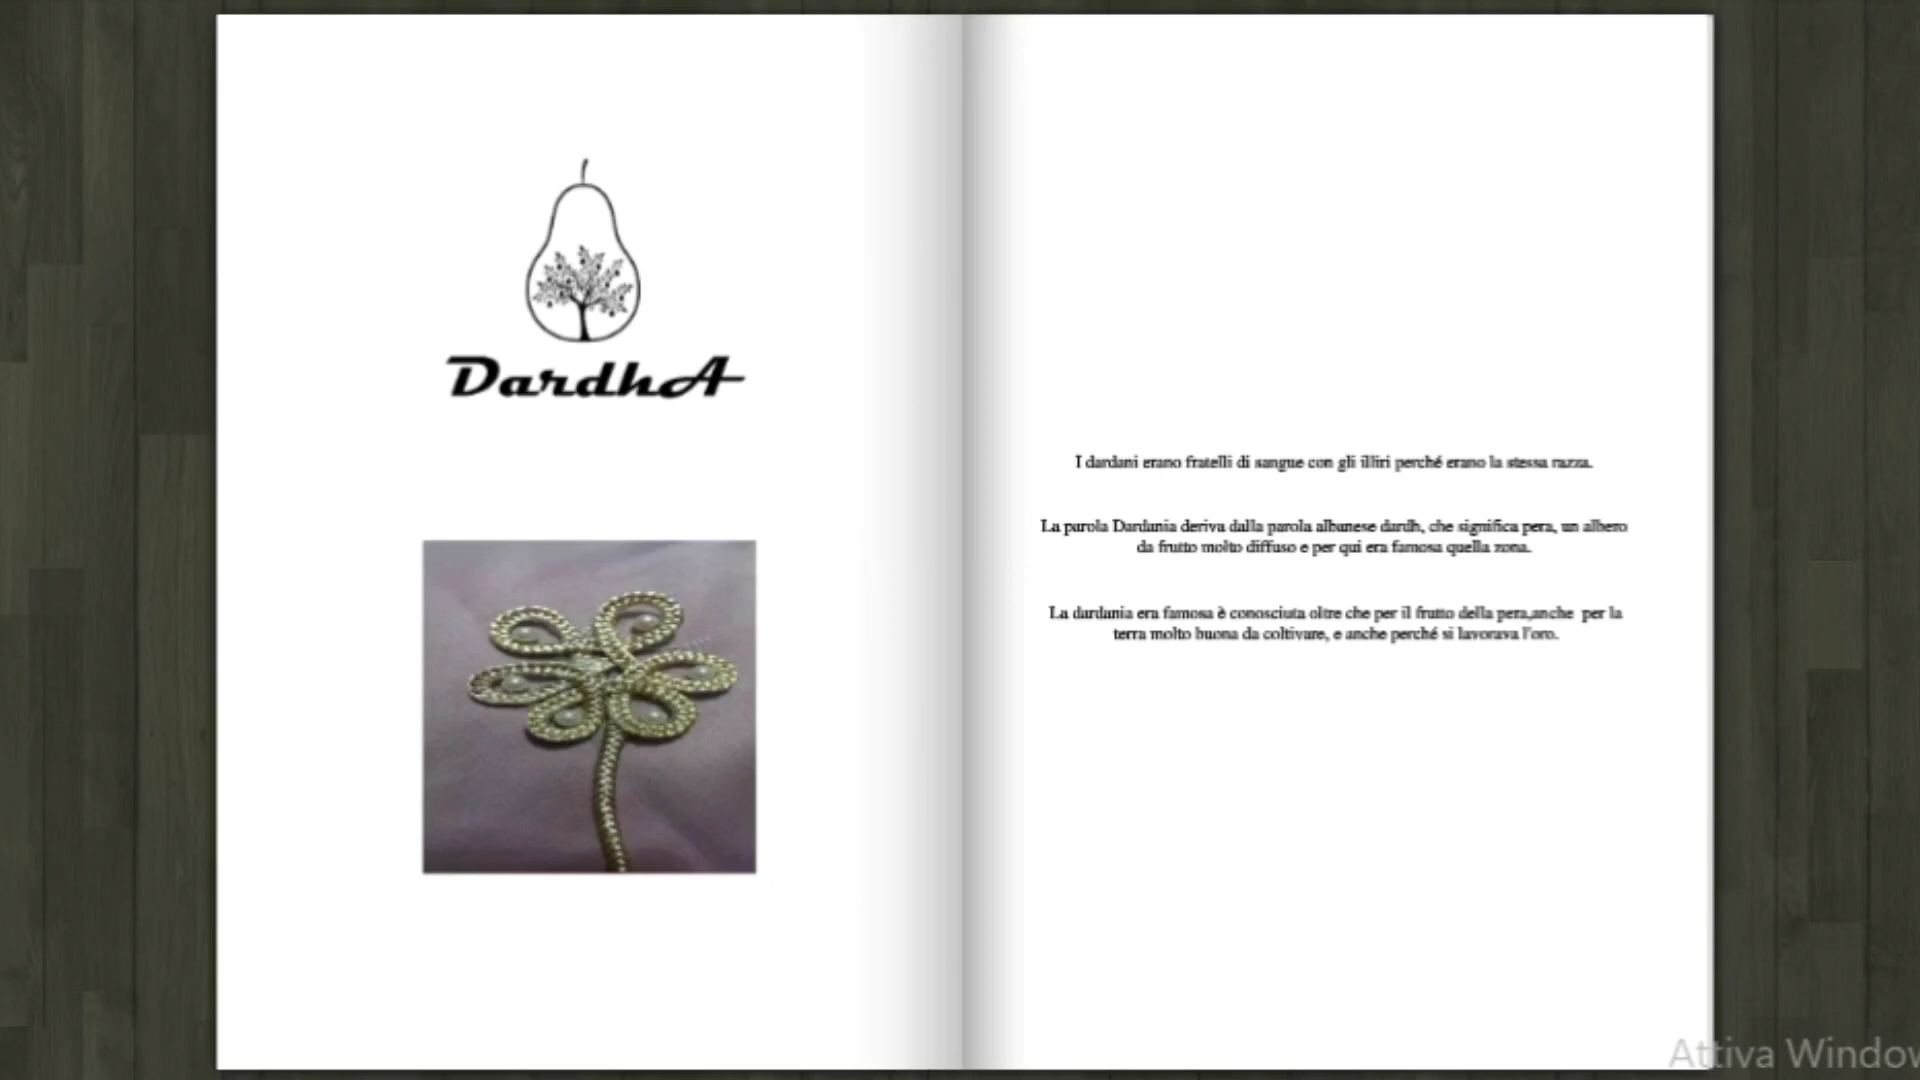 DardhA
I dardani erano fratelli di sangue con gli illiri perché erano la stessa razza.
La parola Dardania deriva dalla parola albanese dardh, che significa pera, un albero
da frutto molto diffuso e per qui era famosa quella zona.
La dardania era famosa è conosciuta oltre che per il frutto della pera,anche per la
terra molto buona da coltivare, e anche perché si lavorava l'oro.
Attiva Window